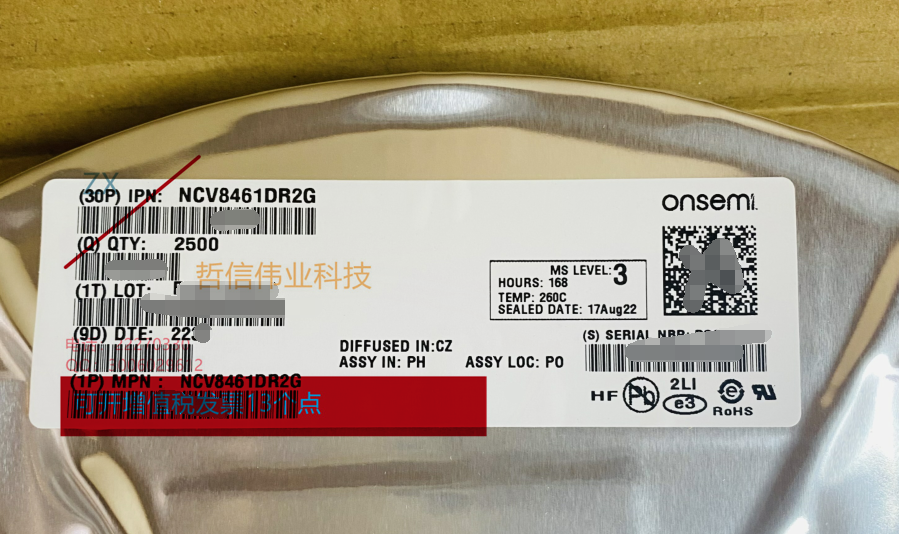 ZX
(30P) IPN: NCV8461DR2G
onsemi
(Q) QTY: 2500
哲信伟业科技
MS LEVEL: 3
HOURS: 168
TEMP: 260C
SEALED DATE: 17Aug22
(1T) LOT:
(9D) DTE:
DIFFUSED IN:CZ
ASSY IN: PH ASSY LOC: PO
(S) SERIAL NBR:
(1P) MPN : NCV8461DR2G
可开增值税发票13个点
HF Pb 2LI e3 e RoHS